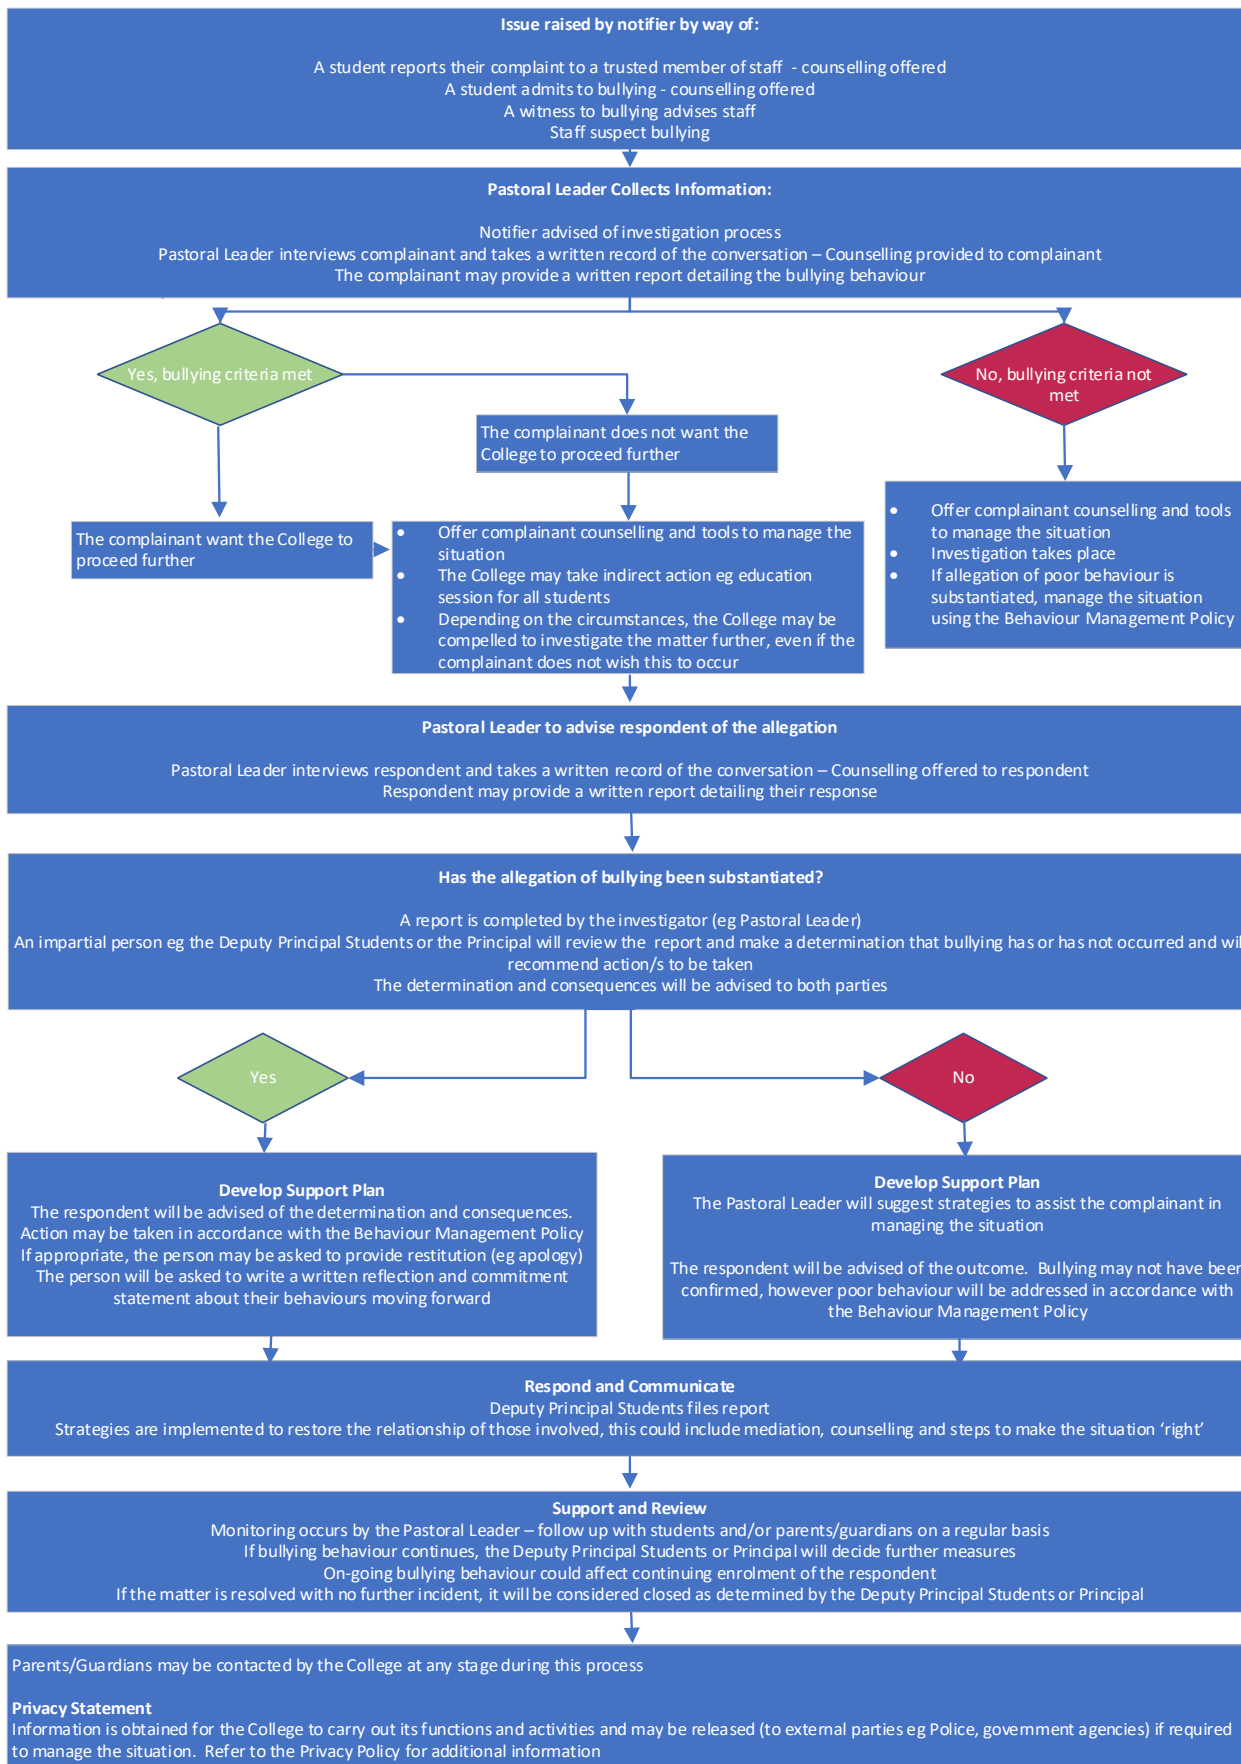 Issue raised by notifier by way of:
A student reports their complaint to a trusted member of staff - counselling offered
A student admits to bullying - counselling offered
A witness to bullying advises staff
Staff suspect bullying
Pastoral Leader Collects Information:
Notifier advised of investigation process
Pastoral Leader interviews complainant and takes a written record of the conversation – Counselling provided to complainant
The complainant may provide a written report detailing the bullying behaviour
Yes, bullying criteria met
No, bullying criteria not
met
The complainant does not want the
College to proceed further
The complainant want the College to
proceed further
• Offer complainant counselling and tools to manage the
situation
• The College may take indirect action eg education
session for all students
• Depending on the circumstances, the College may be
compelled to investigate the matter further, even if the
complainant does not wish this to occur
• Offer complainant counselling and tools
to manage the situation
• Investigation takes place
• If allegation of poor behaviour is
substantiated, manage the situation
using the Behaviour Management Policy
Pastoral Leader to advise respondent of the allegation
Pastoral Leader interviews respondent and takes a written record of the conversation – Counselling offered to respondent
Respondent may provide a written report detailing their response
Has the allegation of bullying been substantiated?
A report is completed by the investigator (eg Pastoral Leader)
An impartial person eg the Deputy Principal Students or the Principal will review the report and make a determination that bullying has or has not occurred and wil
recommend action/s to be taken
The determination and consequences will be advised to both parties
Yes
No
Develop Support Plan
The respondent will be advised of the determination and consequences.
Action may be taken in accordance with the Behaviour Management Policy
If appropriate, the person may be asked to provide restitution (eg apology)
The person will be asked to write a written reflection and commitment
statement about their behaviours moving forward
Develop Support Plan
The Pastoral Leader will suggest strategies to assist the complainant in
managing the situation
The respondent will be advised of the outcome. Bullying may not have been
confirmed, however poor behaviour will be addressed in accordance with
the Behaviour Management Policy
Respond and Communicate
Deputy Principal Students files report
Strategies are implemented to restore the relationship of those involved, this could include mediation, counselling and steps to make the situation ‘right’
Support and Review
Monitoring occurs by the Pastoral Leader – follow up with students and/or parents/guardians on a regular basis
If bullying behaviour continues, the Deputy Principal Students or Principal will decide further measures
On-going bullying behaviour could affect continuing enrolment of the respondent
If the matter is resolved with no further incident, it will be considered closed as determined by the Deputy Principal Students or Principal
Parents/Guardians may be contacted by the College at any stage during this process
Privacy Statement
Information is obtained for the College to carry out its functions and activities and may be released (to external parties eg Police, government agencies) if required
to manage the situation. Refer to the Privacy Policy for additional information